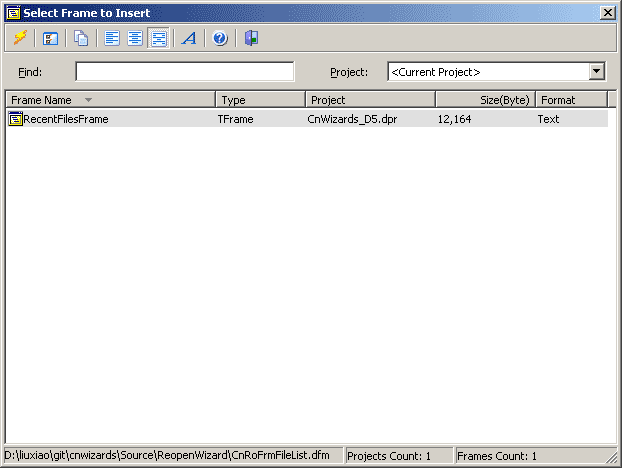 Select Frame to Insert
Find:
Project: <Current Project>
Frame Name Type Project Size(Byte) Format
RecentFilesFrame TFrame CnWizards_D5.dpr 12,164 Text
D:\liuxiao\git\cnwizards\Source\ReopenWizard\CnRoFrmFileList.dfm Projects Count: 1 Frames Count: 1